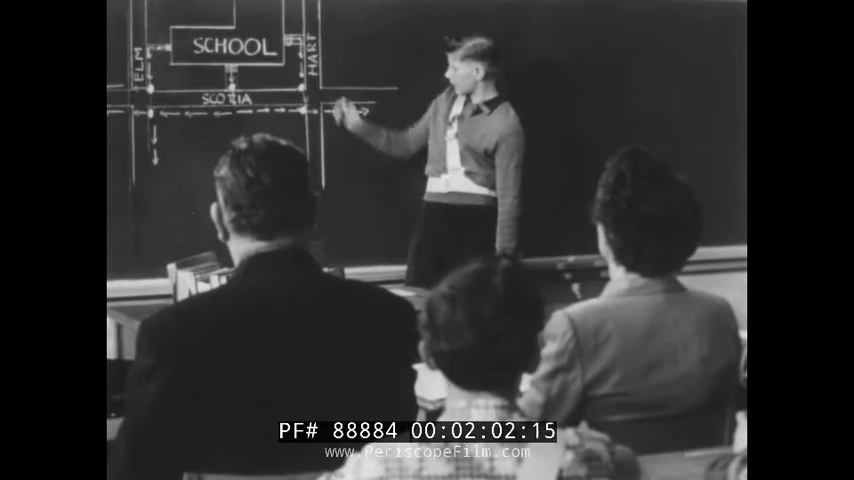 SCHOOL
ELM
HART
SCOTIA
PF# 88884 00:02:02:15
www.PeriscopeFilm.com